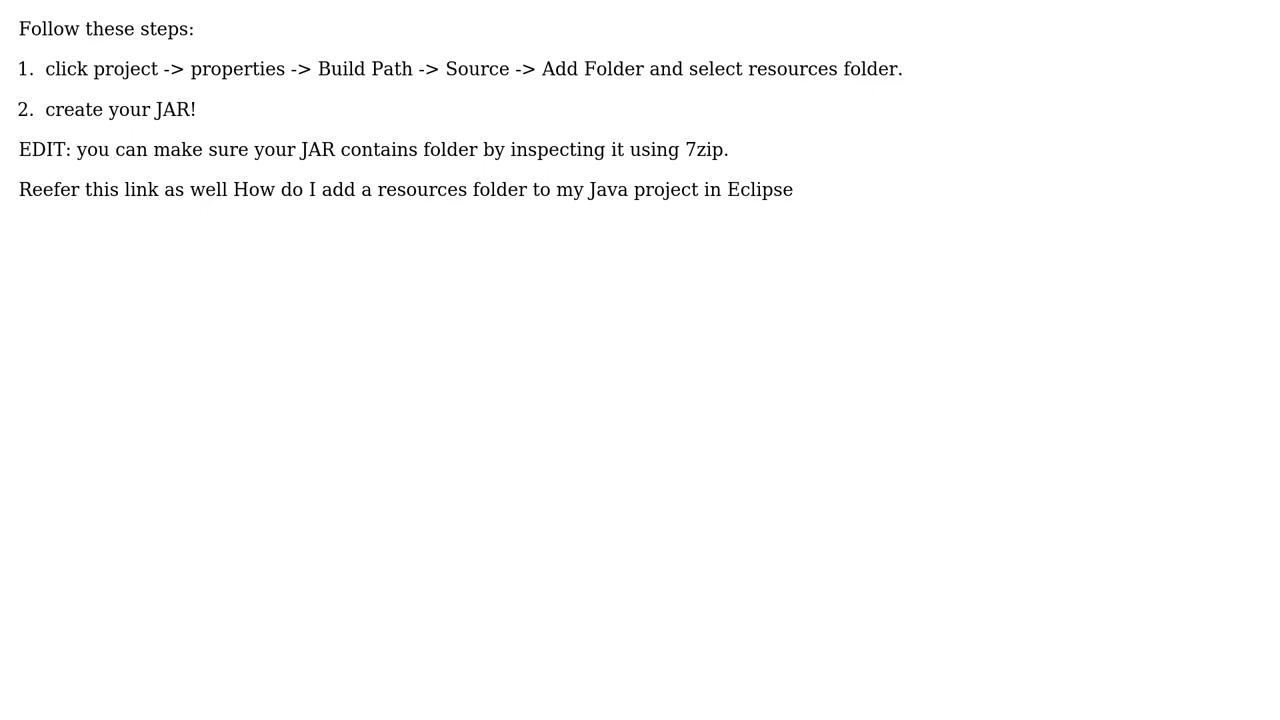 Follow these steps:
1. click project -> properties -> Build Path -> Source -> Add Folder and select resources folder.
2. create your JAR!
EDIT: you can make sure your JAR contains folder by inspecting it using 7zip.
Reefer this link as well How do I add a resources folder to my Java project in Eclipse